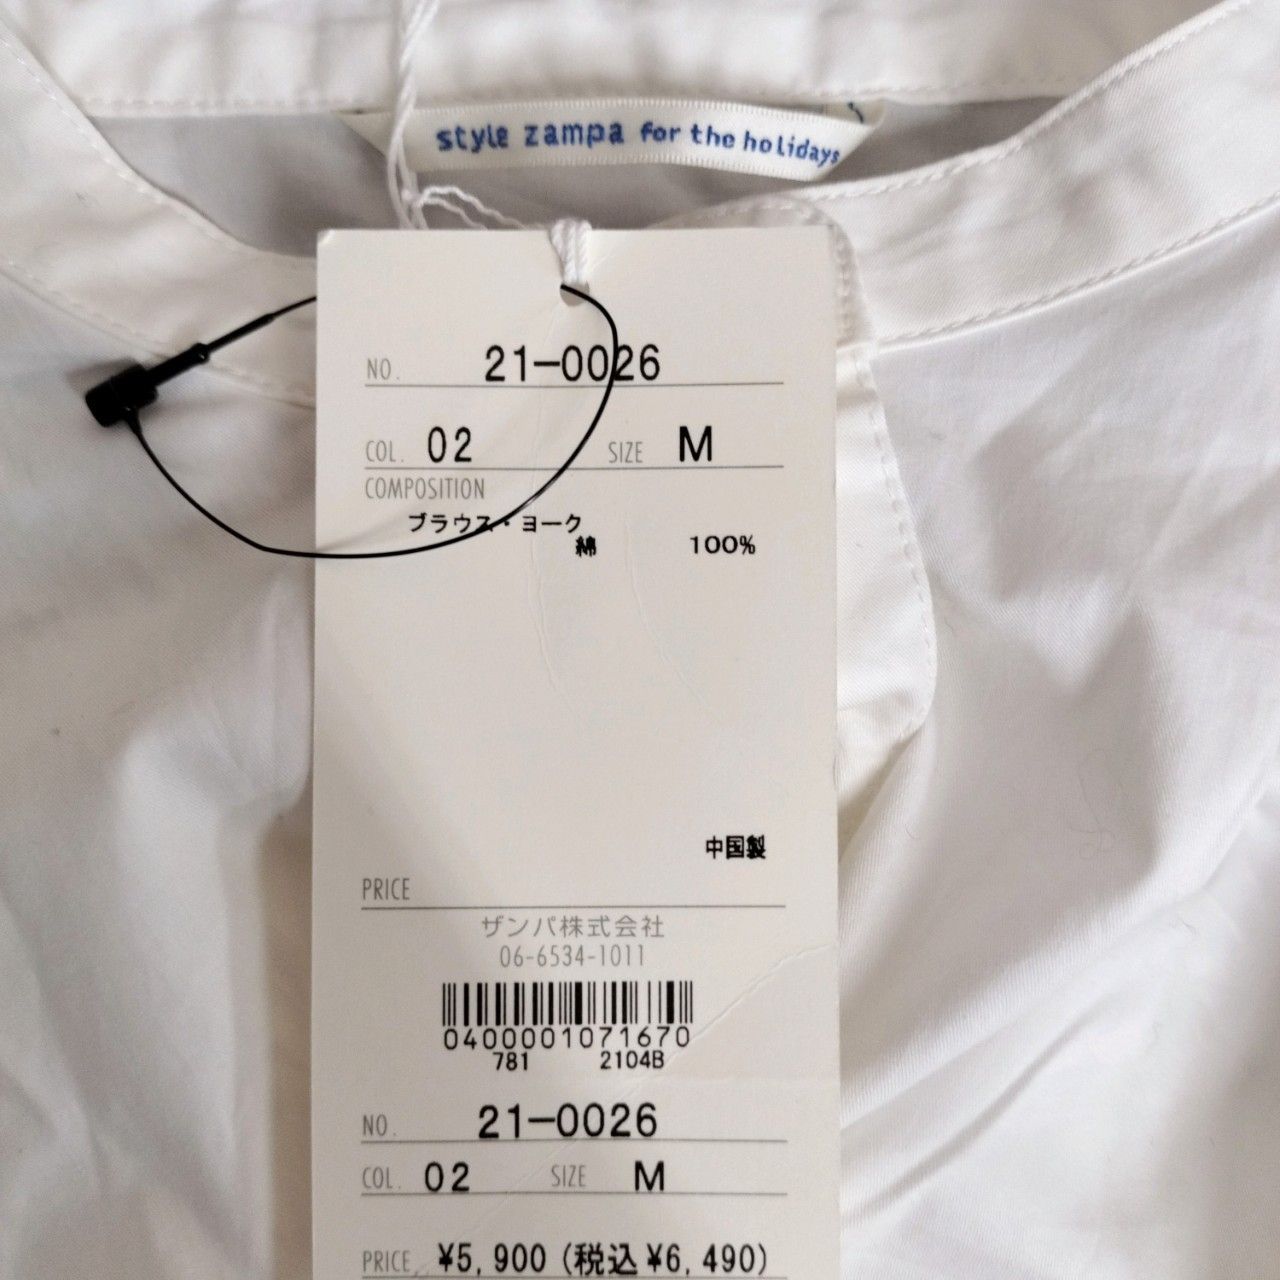 style zampa for the holidays
NO. 21-0026
COL. 02 SIZE M
COMPOSITION
ブラウス・ヨーク
綿 100%
中国製
PRICE
ザンパ株式会社
06-6534-1011
0400001071670
781 2104B
NO. 21-0026
COL. 02 SIZE M
PRICE ¥5,900 (税込¥6,490)